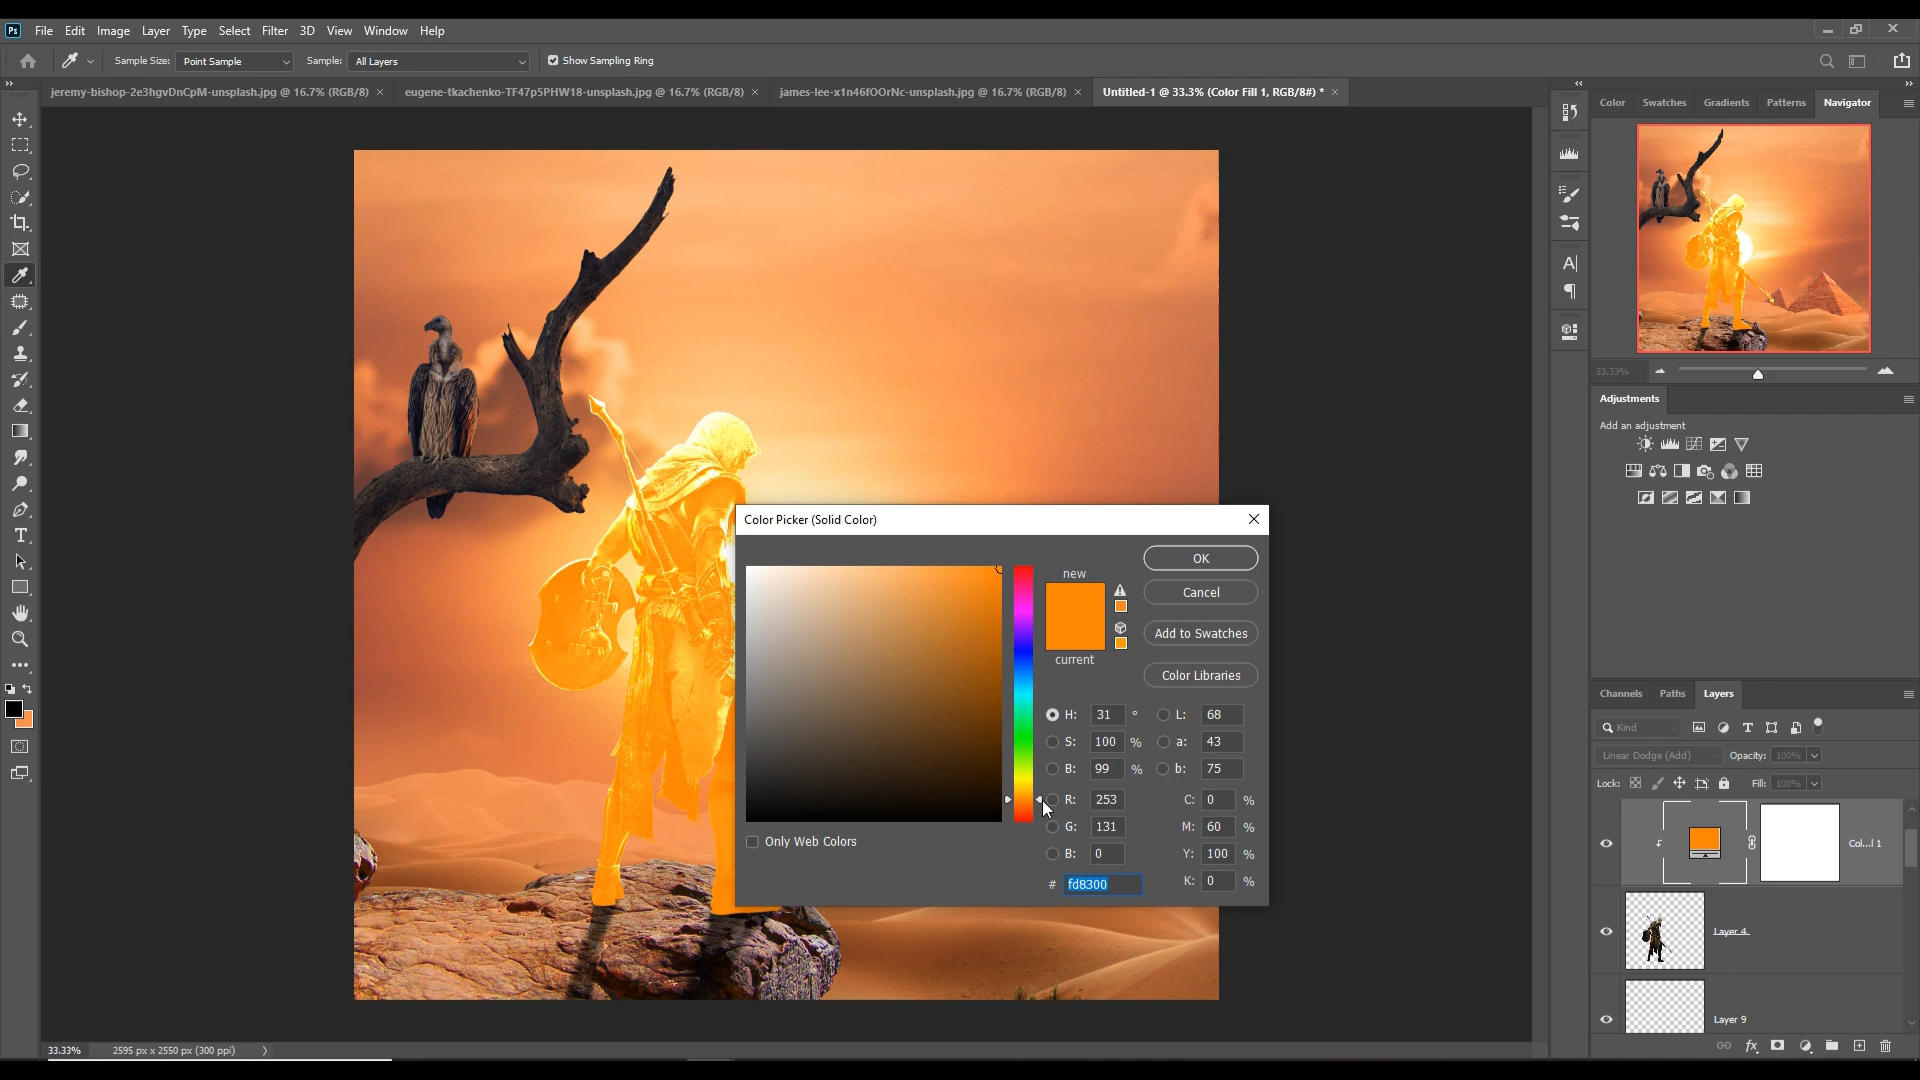 Ps File Edit Image Layer Type Select Filter 3D View Window Help
Sample Size: Point Sample Sample: All Layers Show Sampling Ring
jeremy-bishop-2e3hgvDnCpM-unsplash.jpg @ 16.7% (RGB/8) × eugene-tkachenko-TF47p5PHW18-unsplash.jpg @ 16.7% (RGB/8) × james-lee-x1n46fOOrNc-unsplash.jpg @ 16.7% (RGB/8) × Untitled-1 @ 33.3% (Color Fill 1, RGB/8#) * ×
Color Swatches Gradients Patterns Navigator
33.33%
Adjustments
Add an adjustment
Color Picker (Solid Color)
new
current
OK
Cancel
Add to Swatches
Color Libraries
H: 31 ° L: 68
S: 100 % a: 43
B: 99 % b: 75
R: 253 C: 0 %
G: 131 M: 60 %
B: 0 Y: 100 %
# fd8300 K: 0 %
Only Web Colors
Channels Paths Layers
Kind
Linear Dodge (Add) Opacity: 100%
Lock: Fill: 100%
Col...l 1
Layer 4
Layer 9
33.33% 2595 px x 2550 px (300 ppi)